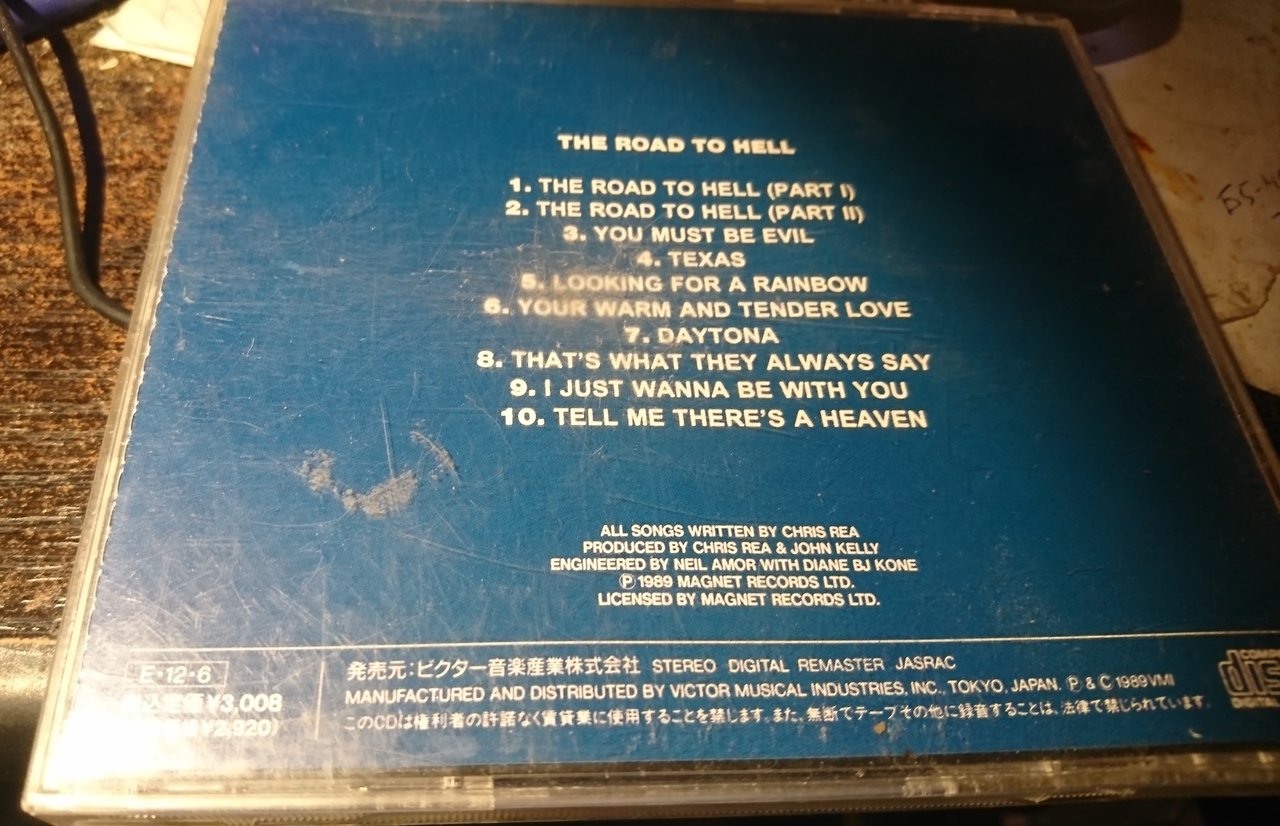 THE ROAD TO HELL
1. THE ROAD TO HELL (PART I)
2. THE ROAD TO HELL (PART II)
3. YOU MUST BE EVIL
4. TEXAS
5. LOOKING FOR A RAINBOW
6. YOUR WARM AND TENDER LOVE
7. DAYTONA
8. THAT'S WHAT THEY ALWAYS SAY
9. I JUST WANNA BE WITH YOU
10. TELL ME THERE'S A HEAVEN
ALL SONGS WRITTEN BY CHRIS REA
PRODUCED BY CHRIS REA & JOHN KELLY
ENGINEERED BY NEIL AMOR WITH DIANE BJ KONE
Ⓟ1989 MAGNET RECORDS LTD.
LICENSED BY MAGNET RECORDS LTD.
E・12・6
込定価¥3,008
¥2,920)
発売元:ビクター音楽産業株式会社 STEREO DIGITAL REMASTER JASRAC
MANUFACTURED AND DISTRIBUTED BY VICTOR MUSICAL INDUSTRIES, INC., TOKYO, JAPAN. Ⓟ & © 1989 VMI
このCDは権利者の許諾なく賃貸業に使用することを禁じます。また、無断でテープその他に録音することは、法律で禁じられています。
DIGITAL